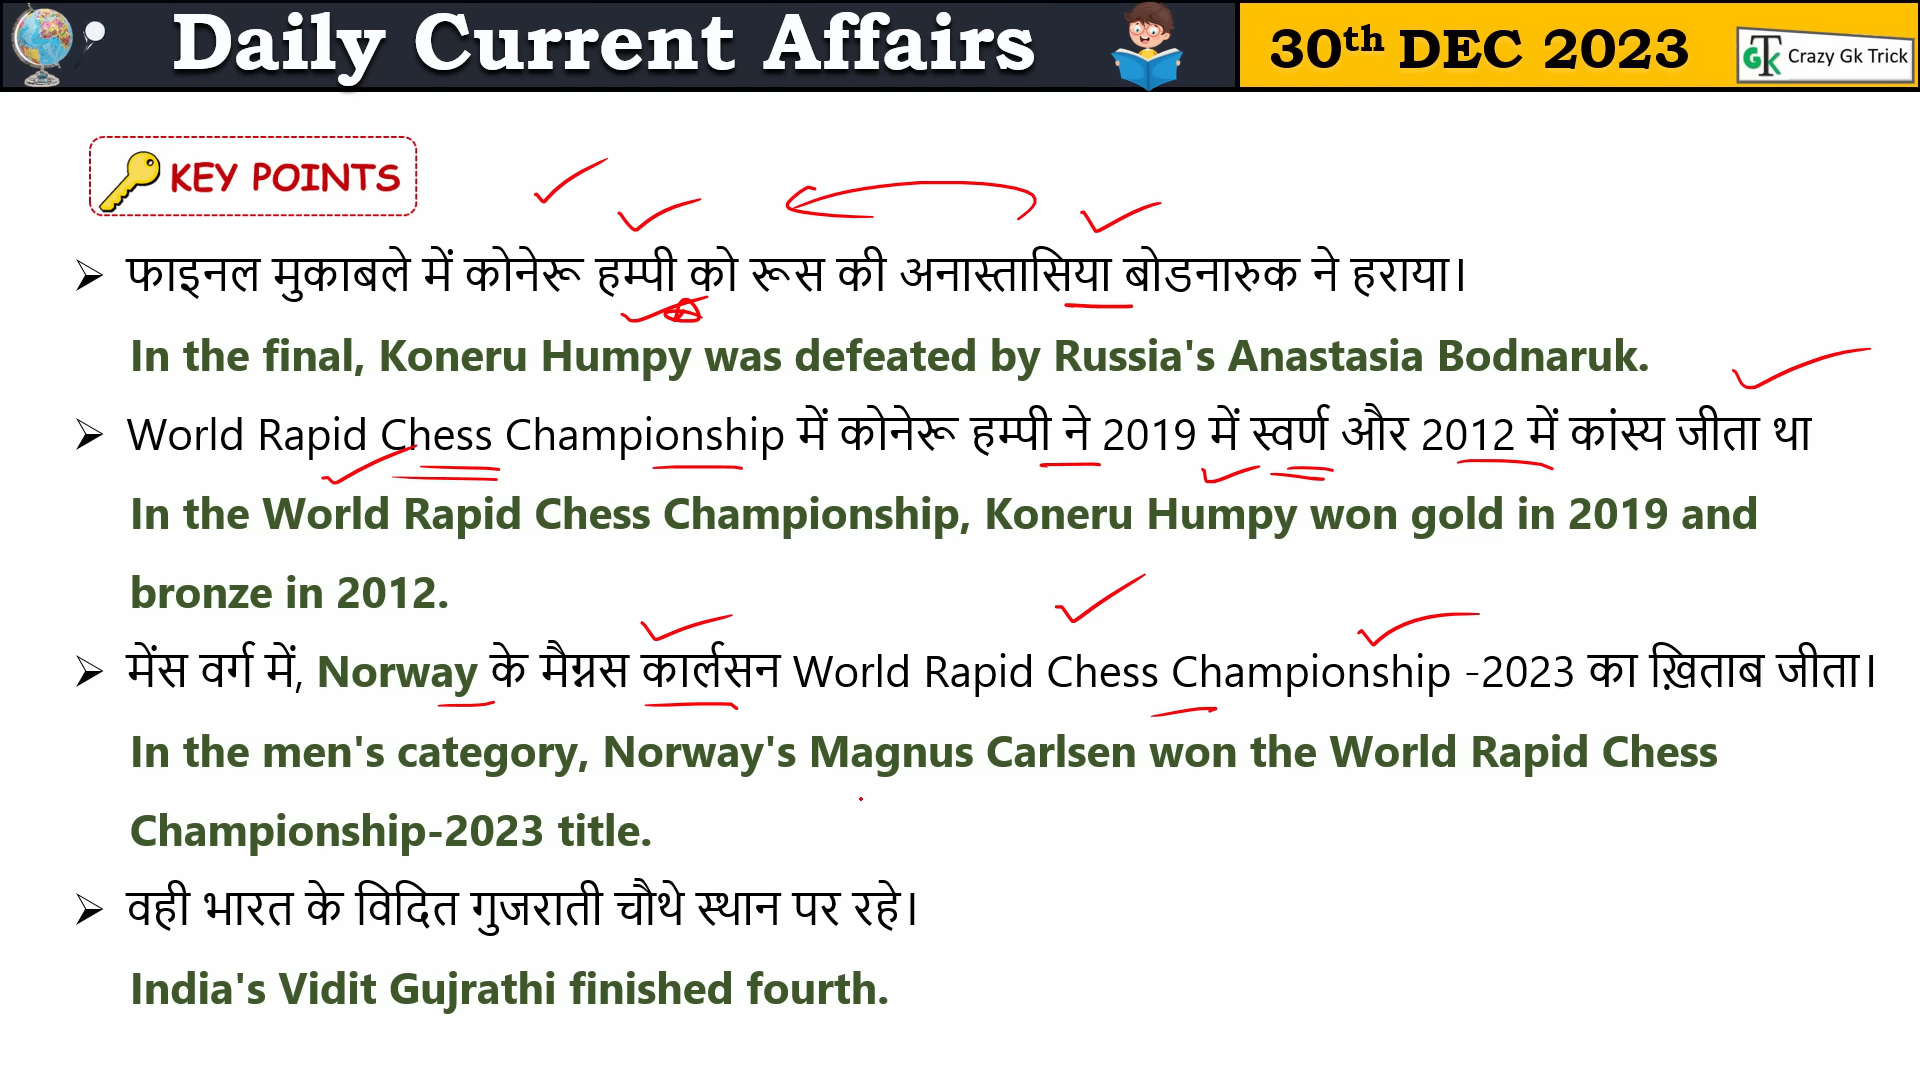 Daily Current Affairs
30th DEC 2023
GTK Crazy Gk Trick
KEY POINTS
➢ फाइनल मुकाबले में कोनेरू हम्पी को रूस की अनास्तासिया बोडनारुक ने हराया।
In the final, Koneru Humpy was defeated by Russia's Anastasia Bodnaruk.
➢ World Rapid Chess Championship में कोनेरू हम्पी ने 2019 में स्वर्ण और 2012 में कांस्य जीता था
In the World Rapid Chess Championship, Koneru Humpy won gold in 2019 and
bronze in 2012.
➢ मेंस वर्ग में, Norway के मैग्नस कार्लसन World Rapid Chess Championship -2023 का ख़िताब जीता।
In the men's category, Norway's Magnus Carlsen won the World Rapid Chess
Championship-2023 title.
➢ वही भारत के विदित गुजराती चौथे स्थान पर रहे।
India's Vidit Gujrathi finished fourth.